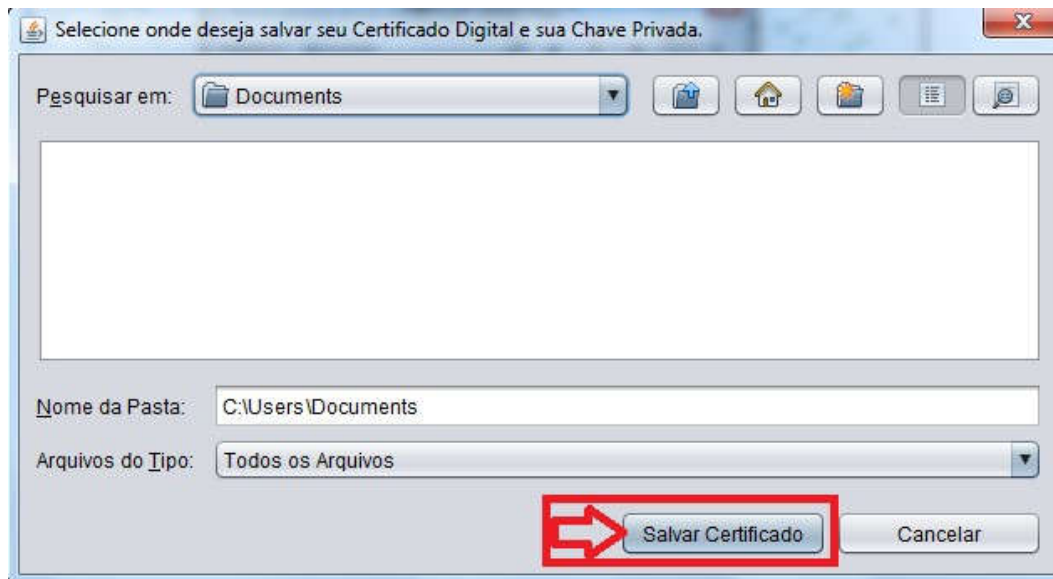 Selecione onde deseja salvar seu Certificado Digital e sua Chave Privada.
Pesquisar em: Documents
Nome da Pasta: C:\Users\Documents
Arquivos do Tipo: Todos os Arquivos
Salvar Certificado Cancelar